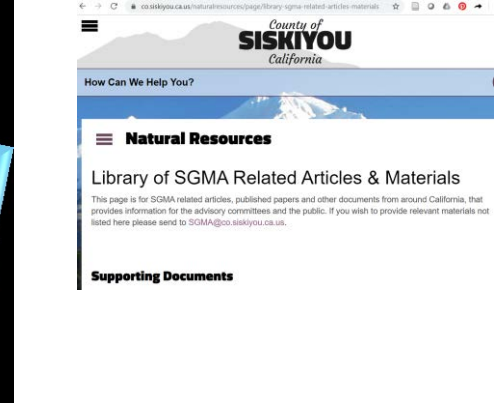 co.siskiyou.ca.us/naturalresources/page/library-sgma-related-articles-materials
County of
SISKIYOU
California
How Can We Help You?
Natural Resources
Library of SGMA Related Articles & Materials
This page is for SGMA related articles, published papers and other documents from around California, that
provides information for the advisory committees and the public. If you wish to provide relevant materials not
listed here please send to SGMA@co.siskiyou.ca.us.
Supporting Documents